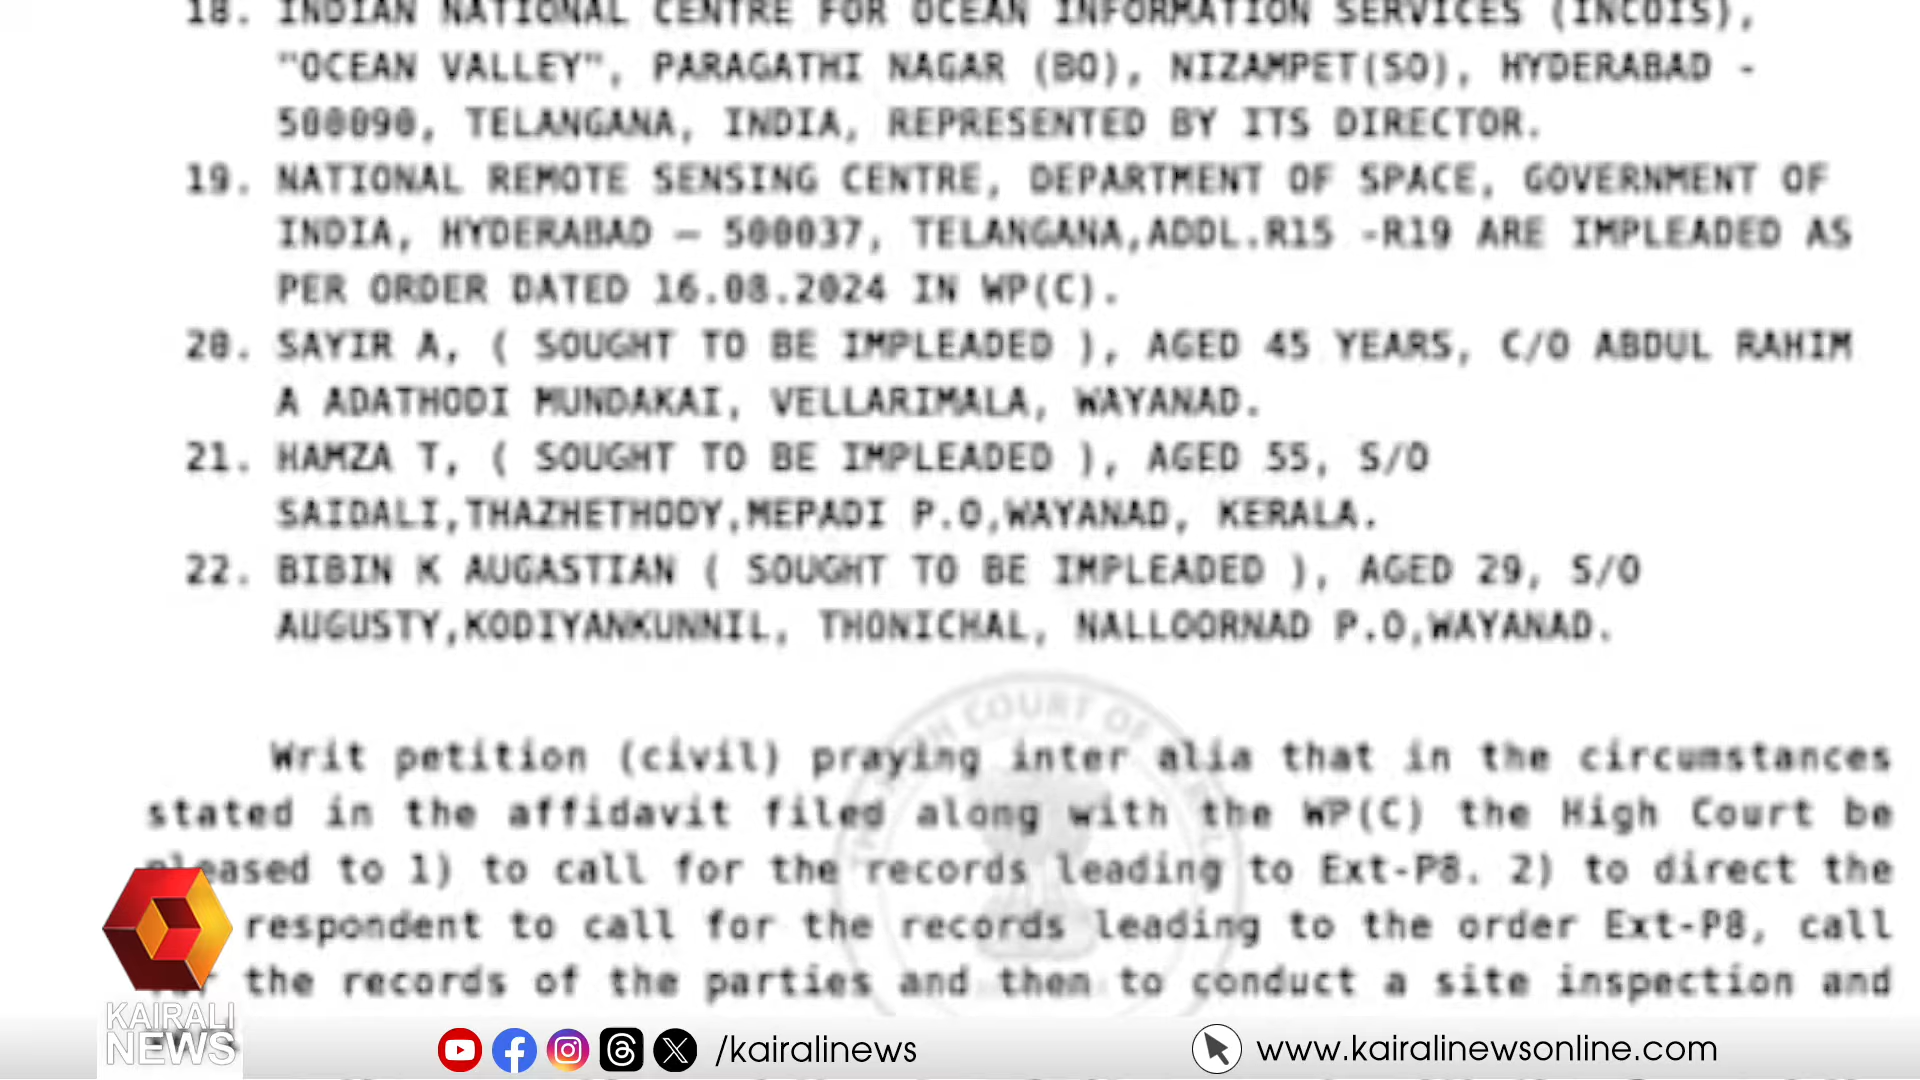 18. INDIAN NATIONAL CENTRE FOR OCEAN INFORMATION SERVICES (INCOIS),
"OCEAN VALLEY", PARAGATHI NAGAR (BO), NIZAMPET(SO), HYDERABAD -
500090, TELANGANA, INDIA, REPRESENTED BY ITS DIRECTOR.
19. NATIONAL REMOTE SENSING CENTRE, DEPARTMENT OF SPACE, GOVERNMENT OF
INDIA, HYDERABAD – 500037, TELANGANA,ADDL.R15 -R19 ARE IMPLEADED AS
PER ORDER DATED 16.08.2024 IN WP(C).
20. SAYIR A, ( SOUGHT TO BE IMPLEADED ), AGED 45 YEARS, C/O ABDUL RAHIM
A ADATHODI MUNDAKAI, VELLARIMALA, WAYANAD.
21. HAMZA T, ( SOUGHT TO BE IMPLEADED ), AGED 55, S/O
SAIDALI,THAZHETHODY,MEPADI P.O,WAYANAD, KERALA.
22. BIBIN K AUGASTIAN ( SOUGHT TO BE IMPLEADED ), AGED 29, S/O
AUGUSTY,KODIYANKUNNIL, THONICHAL, NALLOORNAD P.O,WAYANAD.
COURT OF
Writ petition (civil) praying inter alia that in the circumstances
stated in the affidavit filed along with the WP(C) the High Court be
pleased to 1) to call for the records leading to Ext-P8. 2) to direct the
respondent to call for the records leading to the order Ext-P8, call
the records of the parties and then to conduct a site inspection and
KAIRALI
NEWS
/kairalinews
www.kairalinewsonline.com